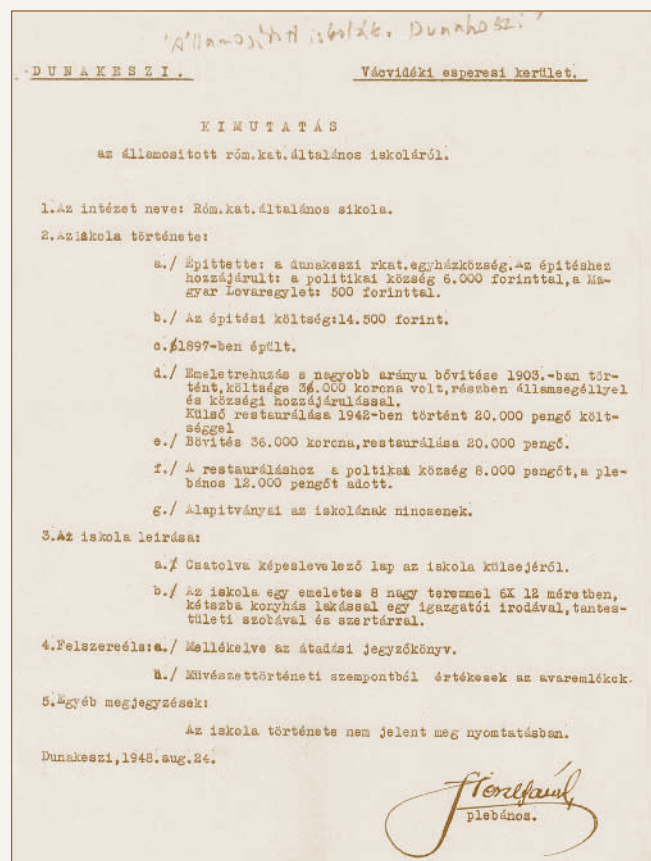 "Államosított iskolák. Dunakeszi"
DUNAKESZI.
Vácvidéki esperesi kerület.
KIMUTATÁS
az államositott róm.kat.általános iskoláról.
1.Az intézet neve: Róm.kat.általános sikola.
2.Aziskola története:
a./ Épittette: a dunakeszi rkat.egyházközség.Az épitéshez
hozzájárult: a politikai község 6.000 forinttal,a Ma-
gyar Lovaregylet: 500 forinttal.
b./ Az épitési költség:14.500 forint.
c./1897-ben épült.
d./ Emeletrehuzás s nagyobb arányu bővitése 1903.-ban tör-
tént,költsége 36.000 korona volt,részben államsegéllyel
és községi hozzájárulással.
Külső restaurálása 1942-ben történt 20.000 pengő költ-
séggel
e./ Bővités 36.000 korona,restaurálása 20.000 pengő.
f./ A restauráláshoz a poltikai község 8.000 pengőt,a ple-
bános 12.000 pengőt adott.
g./ Alapitványai az iskolának nincsenek.
3.Az iskola leirása:
a./ Csatolva képeslevelező lap az iskola külsejéről.
b./ Az iskola egy emeletes 8 nagy teremmel 6X 12 méretben,
kétszba konyhás lakással egy igazgatói irodával,tantes-
tületi szobával és szertárral.
4.Felszereéls:a./ Mellékelve az átadási jegyzőkönyv.
b./ Müvészettörténeti szempontból értékesek az avaremlékek.
5.Egyéb megjegyzések:
Az iskola története nem jelent meg nyomtatásban.
Dunakeszi,1948.aug.24.
plebános.